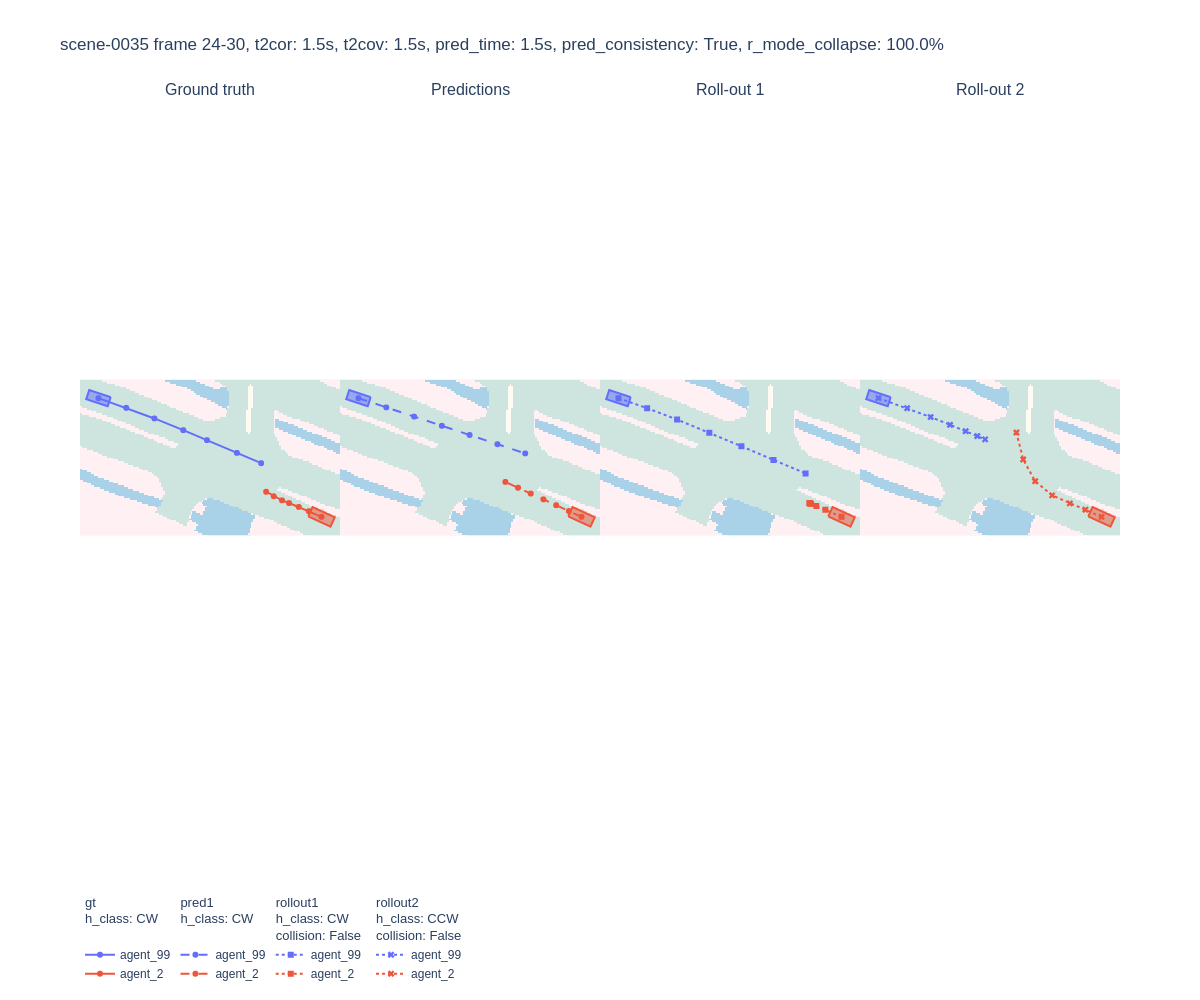 scene-0035 frame 24-30, t2cor: 1.5s, t2cov: 1.5s, pred_time: 1.5s, pred_consistency: True, r_mode_collapse: 100.0%
Ground truth
Predictions
Roll-out 1
Roll-out 2
gt
h_class: CW
agent_99
agent_2
pred1
h_class: CW
agent_99
agent_2
rollout1
h_class: CW
collision: False
agent_99
agent_2
rollout2
h_class: CCW
collision: False
agent_99
agent_2